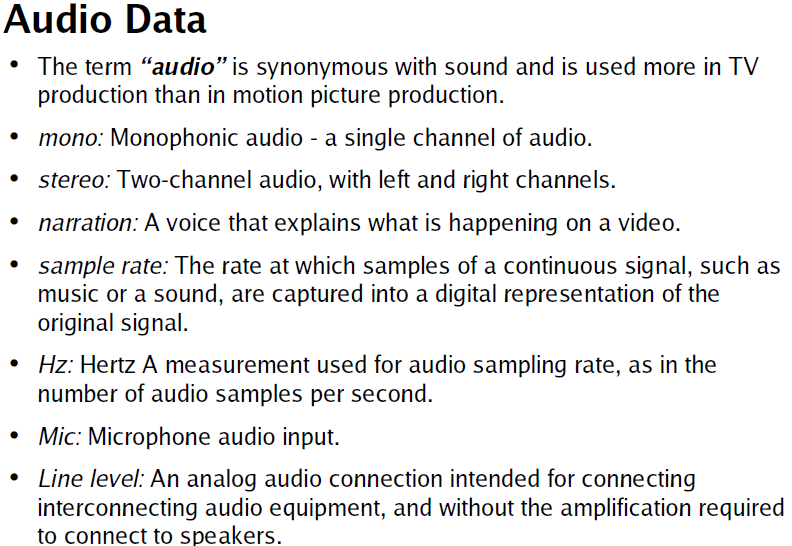 Audio Data
• The term “audio” is synonymous with sound and is used more in TV
production than in motion picture production.
• mono: Monophonic audio - a single channel of audio.
• stereo: Two-channel audio, with left and right channels.
• narration: A voice that explains what is happening on a video.
• sample rate: The rate at which samples of a continuous signal, such as
music or a sound, are captured into a digital representation of the
original signal.
• Hz: Hertz A measurement used for audio sampling rate, as in the
number of audio samples per second.
• Mic: Microphone audio input.
• Line level: An analog audio connection intended for connecting
interconnecting audio equipment, and without the amplification required
to connect to speakers.